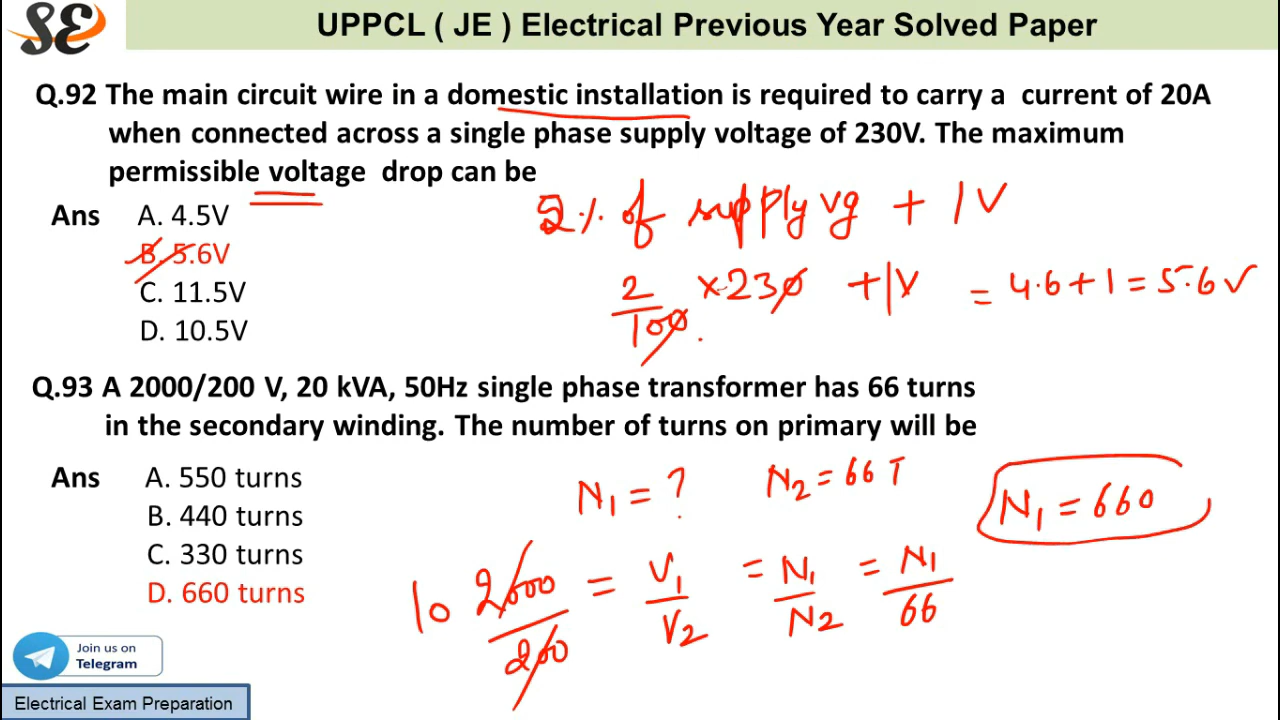 SE
UPPCL ( JE ) Electrical Previous Year Solved Paper
Q.92 The main circuit wire in a domestic installation is required to carry a current of 20A
when connected across a single phase supply voltage of 230V. The maximum
permissible voltage drop can be
Ans A. 4.5V
B. 5.6V
C. 11.5V
D. 10.5V
2% of supply vg + 1V
2/100 × 230 + 1V = 4.6 + 1 = 5.6V
Q.93 A 2000/200 V, 20 kVA, 50Hz single phase transformer has 66 turns
in the secondary winding. The number of turns on primary will be
Ans A. 550 turns
B. 440 turns
C. 330 turns
D. 660 turns
N1 = ? N2 = 66 T
N1 = 660
10 2000/200 = V1/V2 = N1/N2 = N1/66
Join us on
Telegram
Electrical Exam Preparation